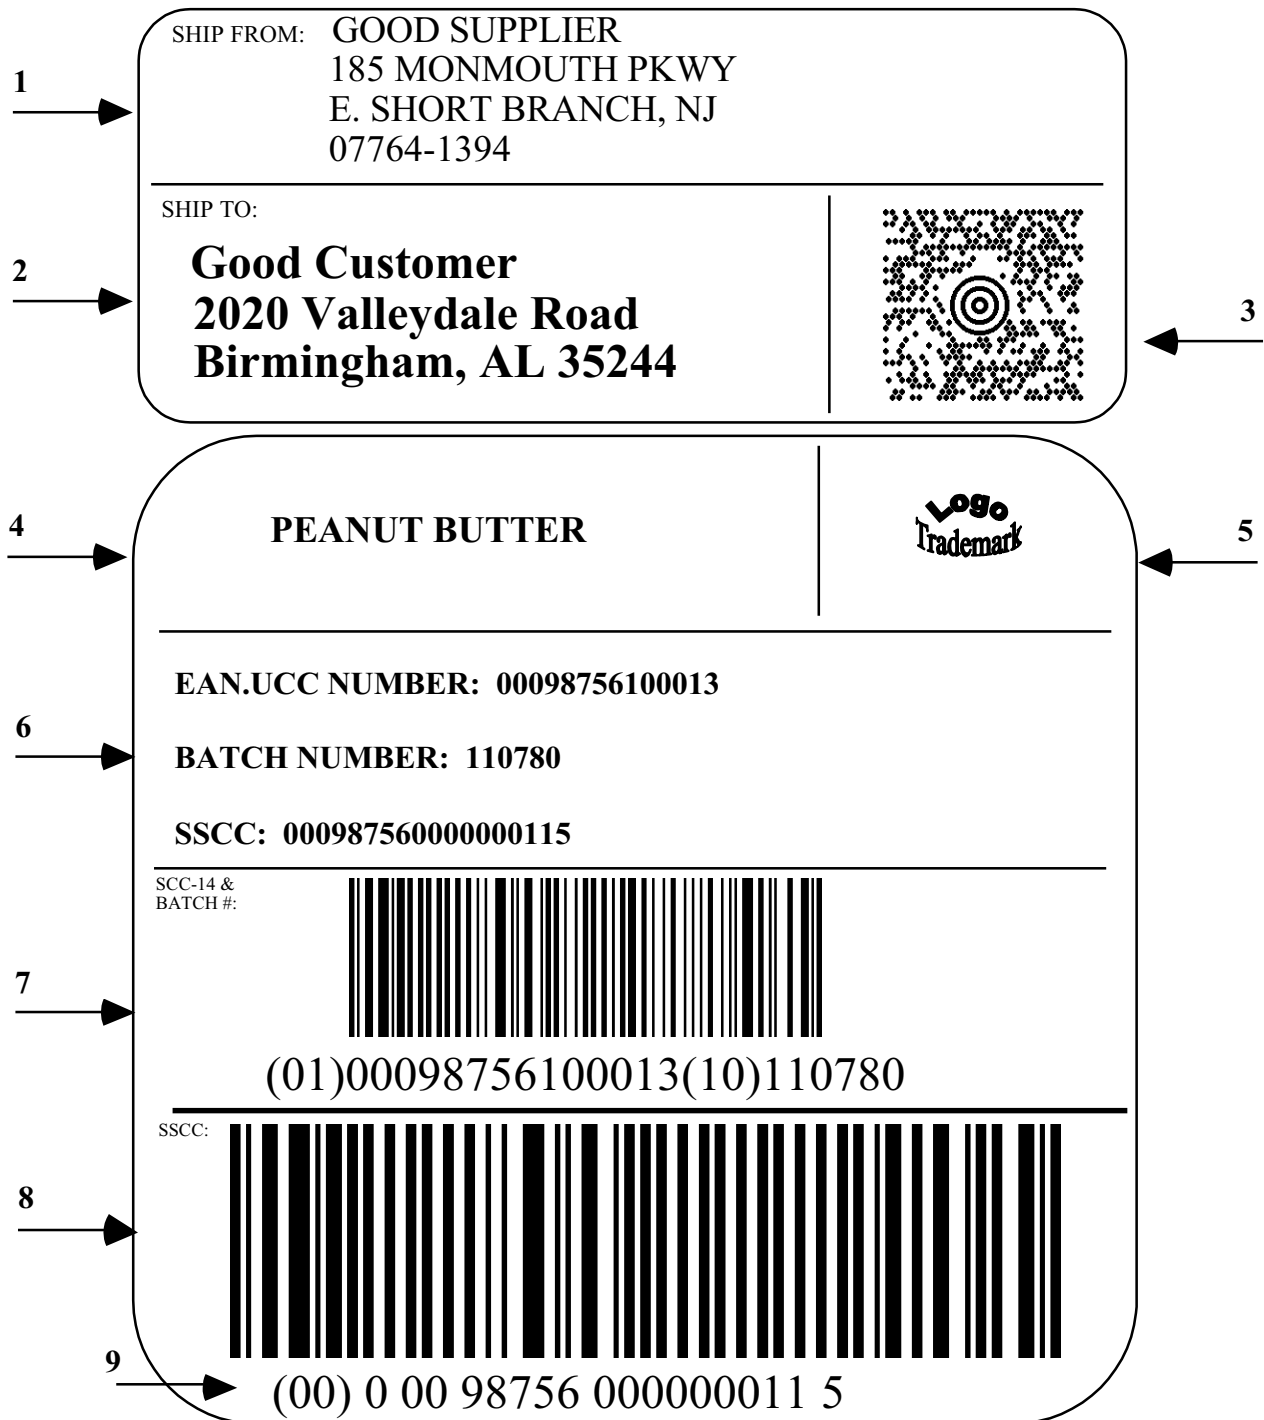 SHIP FROM: GOOD SUPPLIER
185 MONMOUTH PKWY
E. SHORT BRANCH, NJ
07764-1394
1
SHIP TO:
Good Customer
2020 Valleydale Road
Birmingham, AL 35244
2
3
4
PEANUT BUTTER
Logo
Trademark
5
EAN.UCC NUMBER: 00098756100013
6
BATCH NUMBER: 110780
SSCC: 000987560000000115
SCC-14 &
BATCH #:
7
(01)00098756100013(10)110780
SSCC:
8
9
(00) 0 00 98756 000000011 5